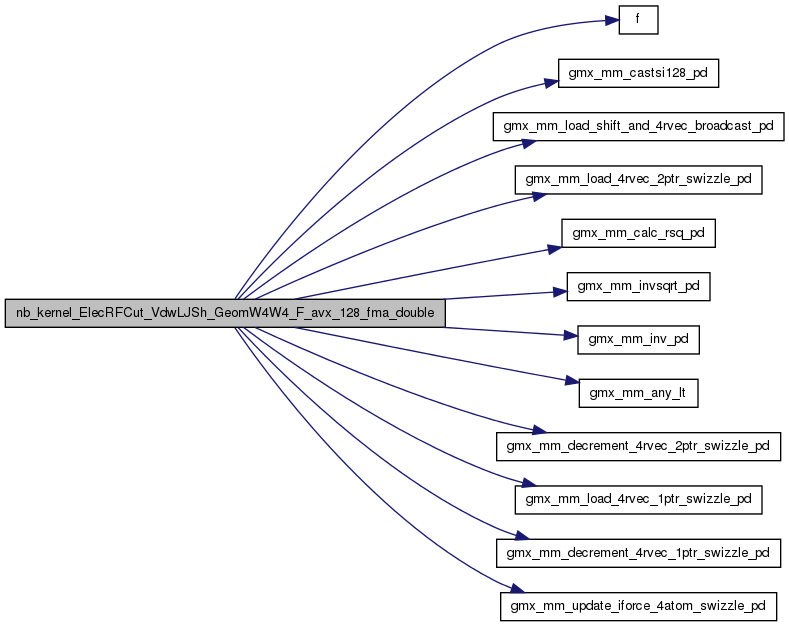 f
gmx_mm_castsi128_pd
gmx_mm_load_shift_and_4rvec_broadcast_pd
gmx_mm_load_4rvec_2ptr_swizzle_pd
gmx_mm_calc_rsq_pd
gmx_mm_invsqrt_pd
nb_kernel_ElecRFCut_VdwLJSh_GeomW4W4_F_avx_128_fma_double
gmx_mm_inv_pd
gmx_mm_any_lt
gmx_mm_decrement_4rvec_2ptr_swizzle_pd
gmx_mm_load_4rvec_1ptr_swizzle_pd
gmx_mm_decrement_4rvec_1ptr_swizzle_pd
gmx_mm_update_iforce_4atom_swizzle_pd